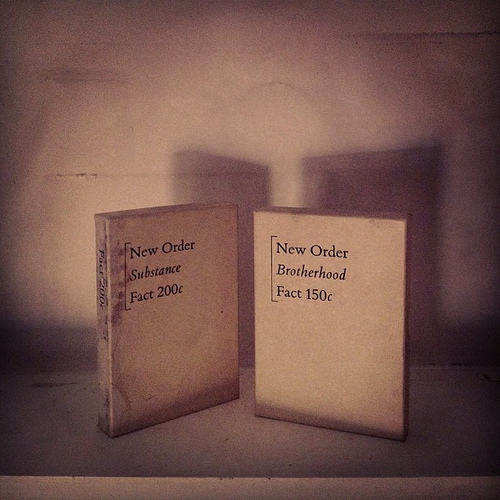 Fact 200c
New Order
Substance
Fact 200c
New Order
Brotherhood
Fact 150c